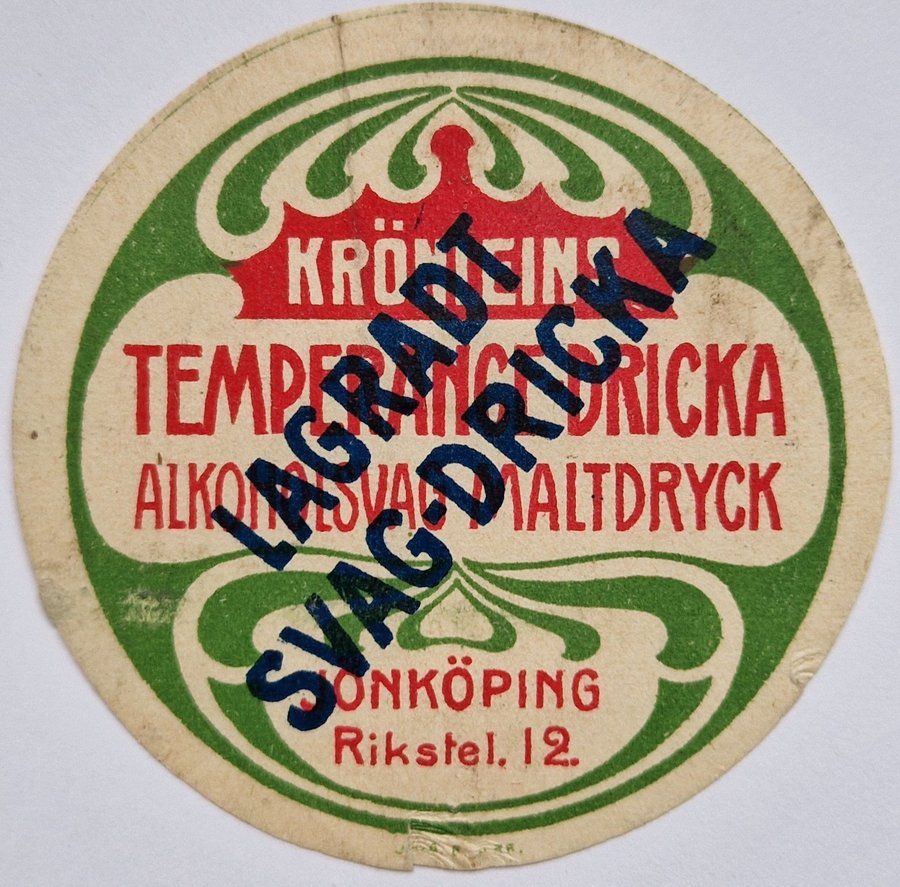 KRÖNLEINS
TEMPERANCEDRICKA
ALKOHOLSVAG MALTDRYCK
LAGRADT
SVAG-DRICKA
JÖNKÖPING
Rikstel. 12.